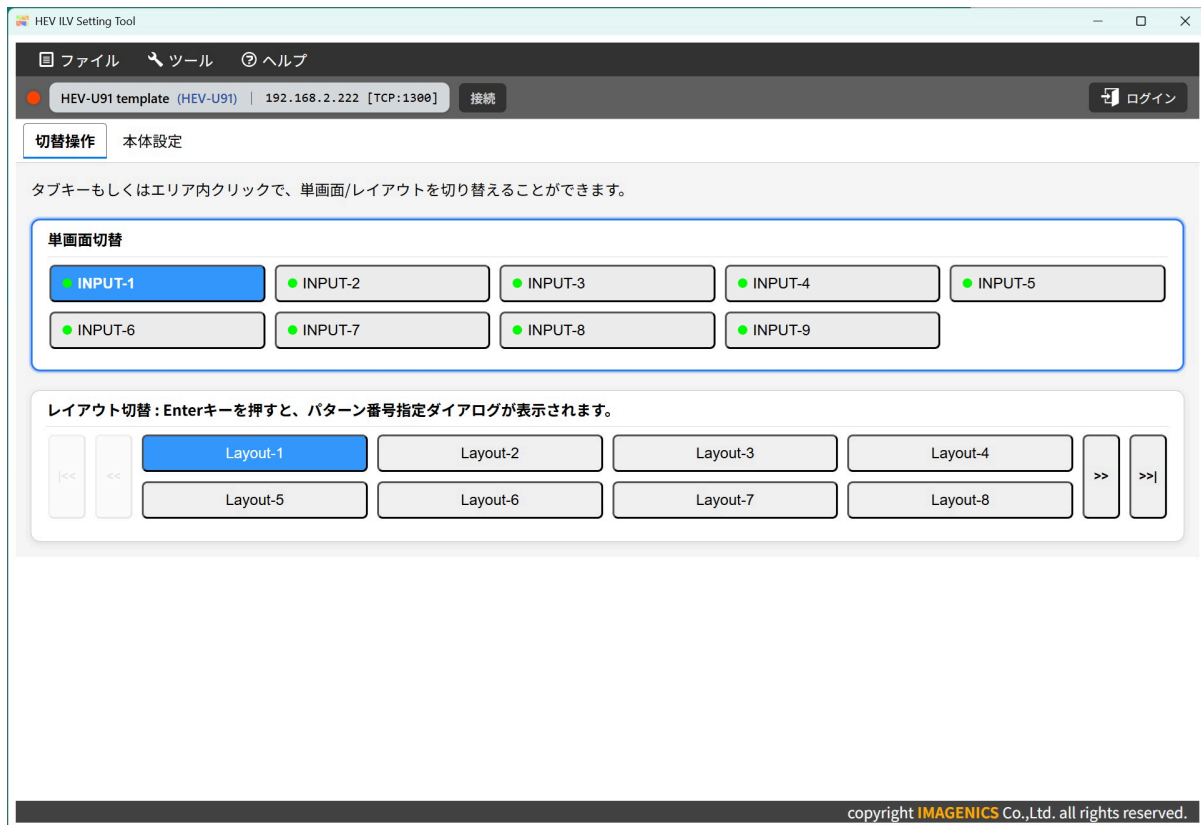 HEV ILV Setting Tool
ファイル ツール ヘルプ
HEV-U91 template (HEV-U91) | 192.168.2.222 [TCP:1300] 接続 ログイン
切替操作 本体設定
タブキーもしくはエリア内クリックで、単画面/レイアウトを切り替えることができます。
単画面切替
INPUT-1 INPUT-2 INPUT-3 INPUT-4 INPUT-5
INPUT-6 INPUT-7 INPUT-8 INPUT-9
レイアウト切替 : Enterキーを押すと、パターン番号指定ダイアログが表示されます。
|<< << Layout-1 Layout-2 Layout-3 Layout-4 >> >>|
Layout-5 Layout-6 Layout-7 Layout-8
copyright IMAGENICS Co.,Ltd. all rights reserved.